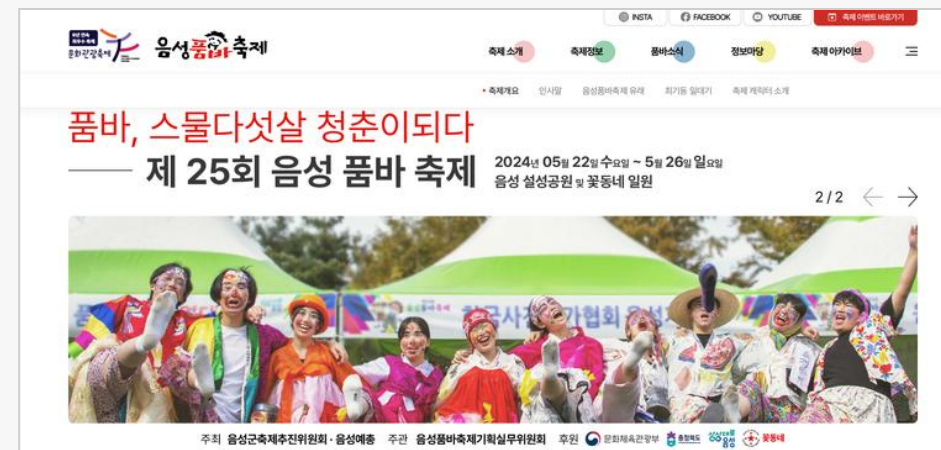 INSTA FACEBOOK YOUTUBE 축제 이벤트 바로가기
문화관광축제 음성품바축제
축제 소개 축제정보 품바소식 정보마당 축제 아카이브
축제개요 인사말 음성품바축제 유래 최기동 일대기 축제 캐릭터 소개
품바, 스물다섯살 청춘이되다
제 25회 음성 품바 축제
2024년 05월 22일 수요일 ~ 5월 26일 일요일
음성 설성공원 및 꽃동네 일원
2 / 2
주최 음성군축제추진위원회 · 음성예총 주관 음성품바축제기획실무위원회 후원 문화체육관광부 충청북도 음성 꽃동네